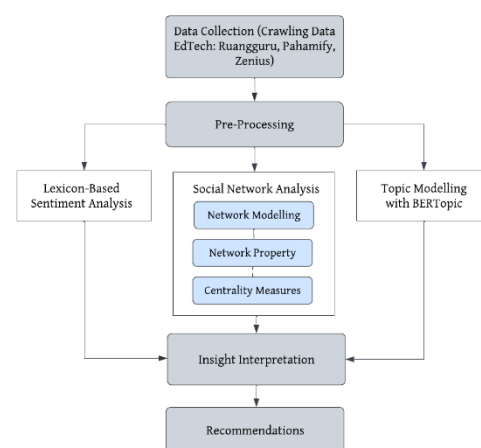 Data Collection (Crawling Data
EdTech: Ruangguru, Pahamify,
Zenius)
Pre-Processing
Lexicon-Based
Sentiment Analysis
Social Network Analysis
Network Modelling
Network Property
Centrality Measures
Topic Modelling
with BERTopic
Insight Interpretation
Recommendations